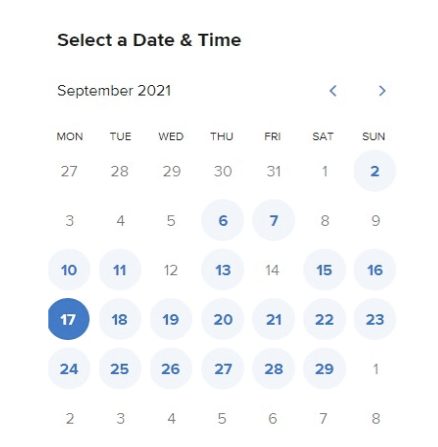 Select a Date & Time
September 2021
MON TUE WED THU FRI SAT SUN
27 28 29 30 31 1 2
3 4 5 6 7 8 9
10 11 12 13 14 15 16
17 18 19 20 21 22 23
24 25 26 27 28 29 1
2 3 4 5 6 7 8